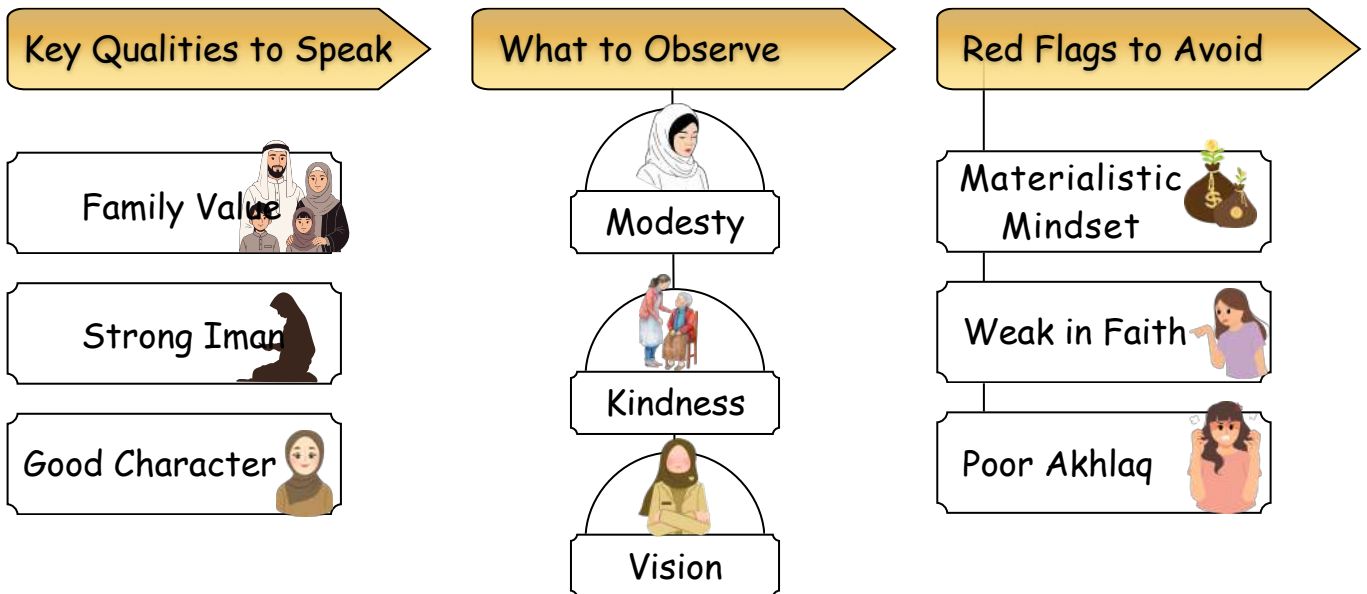 Key Qualities to Speak
Family Value
Strong Iman
Good Character
What to Observe
Modesty
Kindness
Vision
Red Flags to Avoid
Materialistic
Mindset
Weak in Faith
Poor Akhlaq